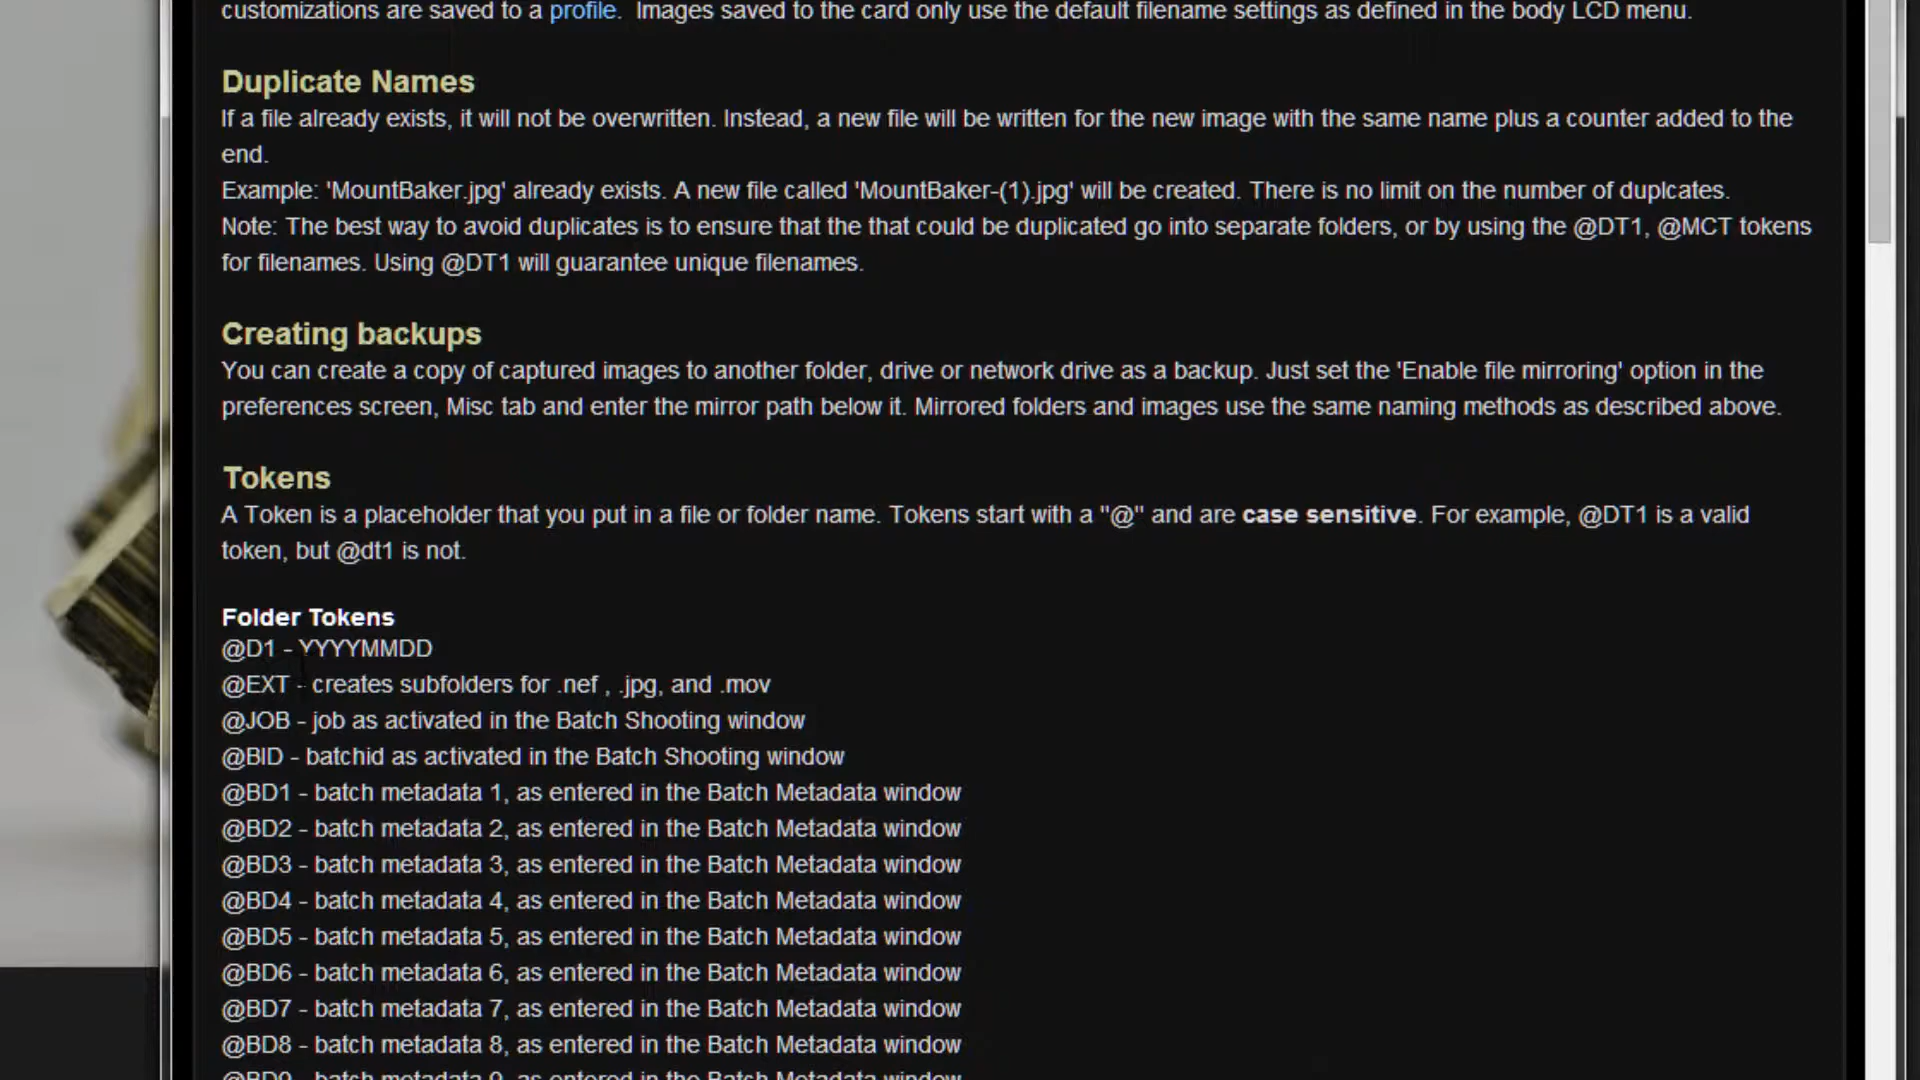 customizations are saved to a profile. Images saved to the card only use the default filename settings as defined in the body LCD menu.
Duplicate Names
If a file already exists, it will not be overwritten. Instead, a new file will be written for the new image with the same name plus a counter added to the
end.
Example: 'MountBaker.jpg' already exists. A new file called 'MountBaker-(1).jpg' will be created. There is no limit on the number of duplcates.
Note: The best way to avoid duplicates is to ensure that the that could be duplicated go into separate folders, or by using the @DT1, @MCT tokens
for filenames. Using @DT1 will guarantee unique filenames.
Creating backups
You can create a copy of captured images to another folder, drive or network drive as a backup. Just set the 'Enable file mirroring' option in the
preferences screen, Misc tab and enter the mirror path below it. Mirrored folders and images use the same naming methods as described above.
Tokens
A Token is a placeholder that you put in a file or folder name. Tokens start with a "@" and are case sensitive. For example, @DT1 is a valid
token, but @dt1 is not.
Folder Tokens
@D1 - YYYYMMDD
@EXT - creates subfolders for .nef , .jpg, and .mov
@JOB - job as activated in the Batch Shooting window
@BID - batchid as activated in the Batch Shooting window
@BD1 - batch metadata 1, as entered in the Batch Metadata window
@BD2 - batch metadata 2, as entered in the Batch Metadata window
@BD3 - batch metadata 3, as entered in the Batch Metadata window
@BD4 - batch metadata 4, as entered in the Batch Metadata window
@BD5 - batch metadata 5, as entered in the Batch Metadata window
@BD6 - batch metadata 6, as entered in the Batch Metadata window
@BD7 - batch metadata 7, as entered in the Batch Metadata window
@BD8 - batch metadata 8, as entered in the Batch Metadata window
@BD9 - batch metadata 9, as entered in the Batch Metadata window